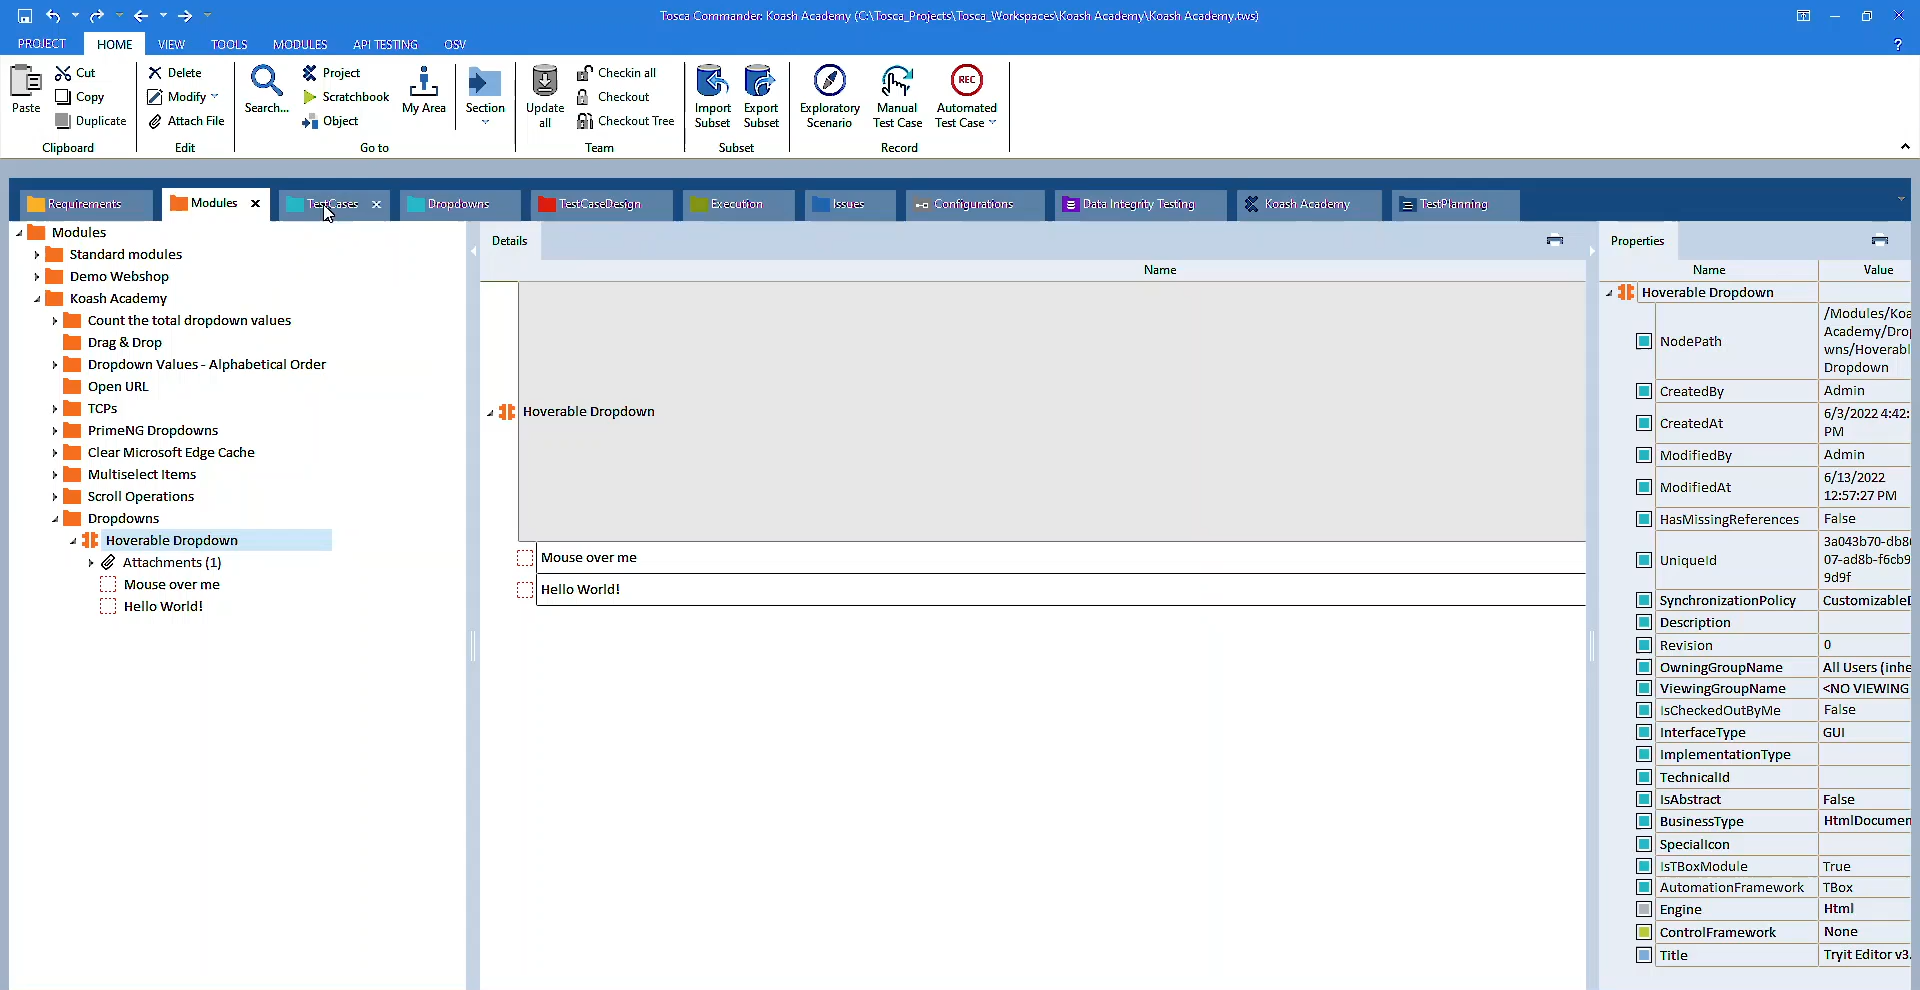 Tosca Commander: Koash Academy (C:\Tosca_Projects\Tosca_Workspaces\Koash Academy\Koash Academy.tws)
PROJECT HOME VIEW TOOLS MODULES API TESTING OSV ?
Paste
Cut
Copy
Duplicate
Clipboard
Delete
Modify
Attach File
Edit
Search...
Project
Scratchbook
Object
My Area
Section
Go to
Update all
Checkin all
Checkout
Checkout Tree
Team
Import Subset
Export Subset
Subset
Exploratory Scenario
Manual Test Case
REC
Automated Test Case
Record
Requirements Modules TestCases Dropdowns TestCaseDesign Execution Issues Configurations Data Integrity Testing Koash Academy TestPlanning
Modules
Standard modules
Demo Webshop
Koash Academy
Count the total dropdown values
Drag & Drop
Dropdown Values - Alphabetical Order
Open URL
TCPs
PrimeNG Dropdowns
Clear Microsoft Edge Cache
Multiselect Items
Scroll Operations
Dropdowns
Hoverable Dropdown
Attachments (1)
Mouse over me
Hello World!
Details
Name
Hoverable Dropdown
Mouse over me
Hello World!
Properties
Name Value
Hoverable Dropdown
NodePath /Modules/Koa
Academy/Drop
wns/Hoverabl
Dropdown
CreatedBy Admin
CreatedAt 6/3/2022 4:42:
PM
ModifiedBy Admin
ModifiedAt 6/13/2022
12:57:27 PM
HasMissingReferences False
UniqueId 3a043b70-db8
07-ad8b-f6cb9
9d9f
SynchronizationPolicy Customizable
Description
Revision 0
OwningGroupName All Users (inhe
ViewingGroupName <NO VIEWING
IsCheckedOutByMe False
InterfaceType GUI
ImplementationType
TechnicalId
IsAbstract False
BusinessType HtmlDocumen
SpecialIcon
IsTBoxModule True
AutomationFramework TBox
Engine Html
ControlFramework None
Title Tryit Editor v3.